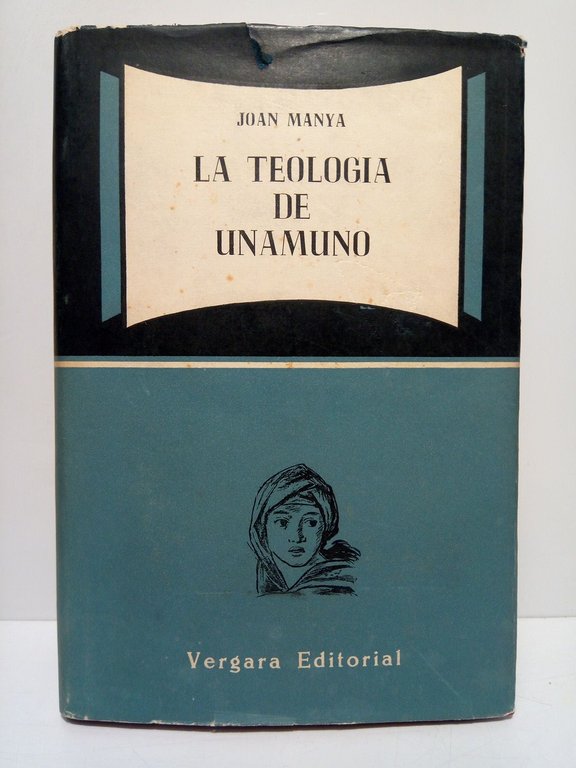 JOAN MANYA
LA TEOLOGIA
DE
UNAMUNO
Vergara Editorial